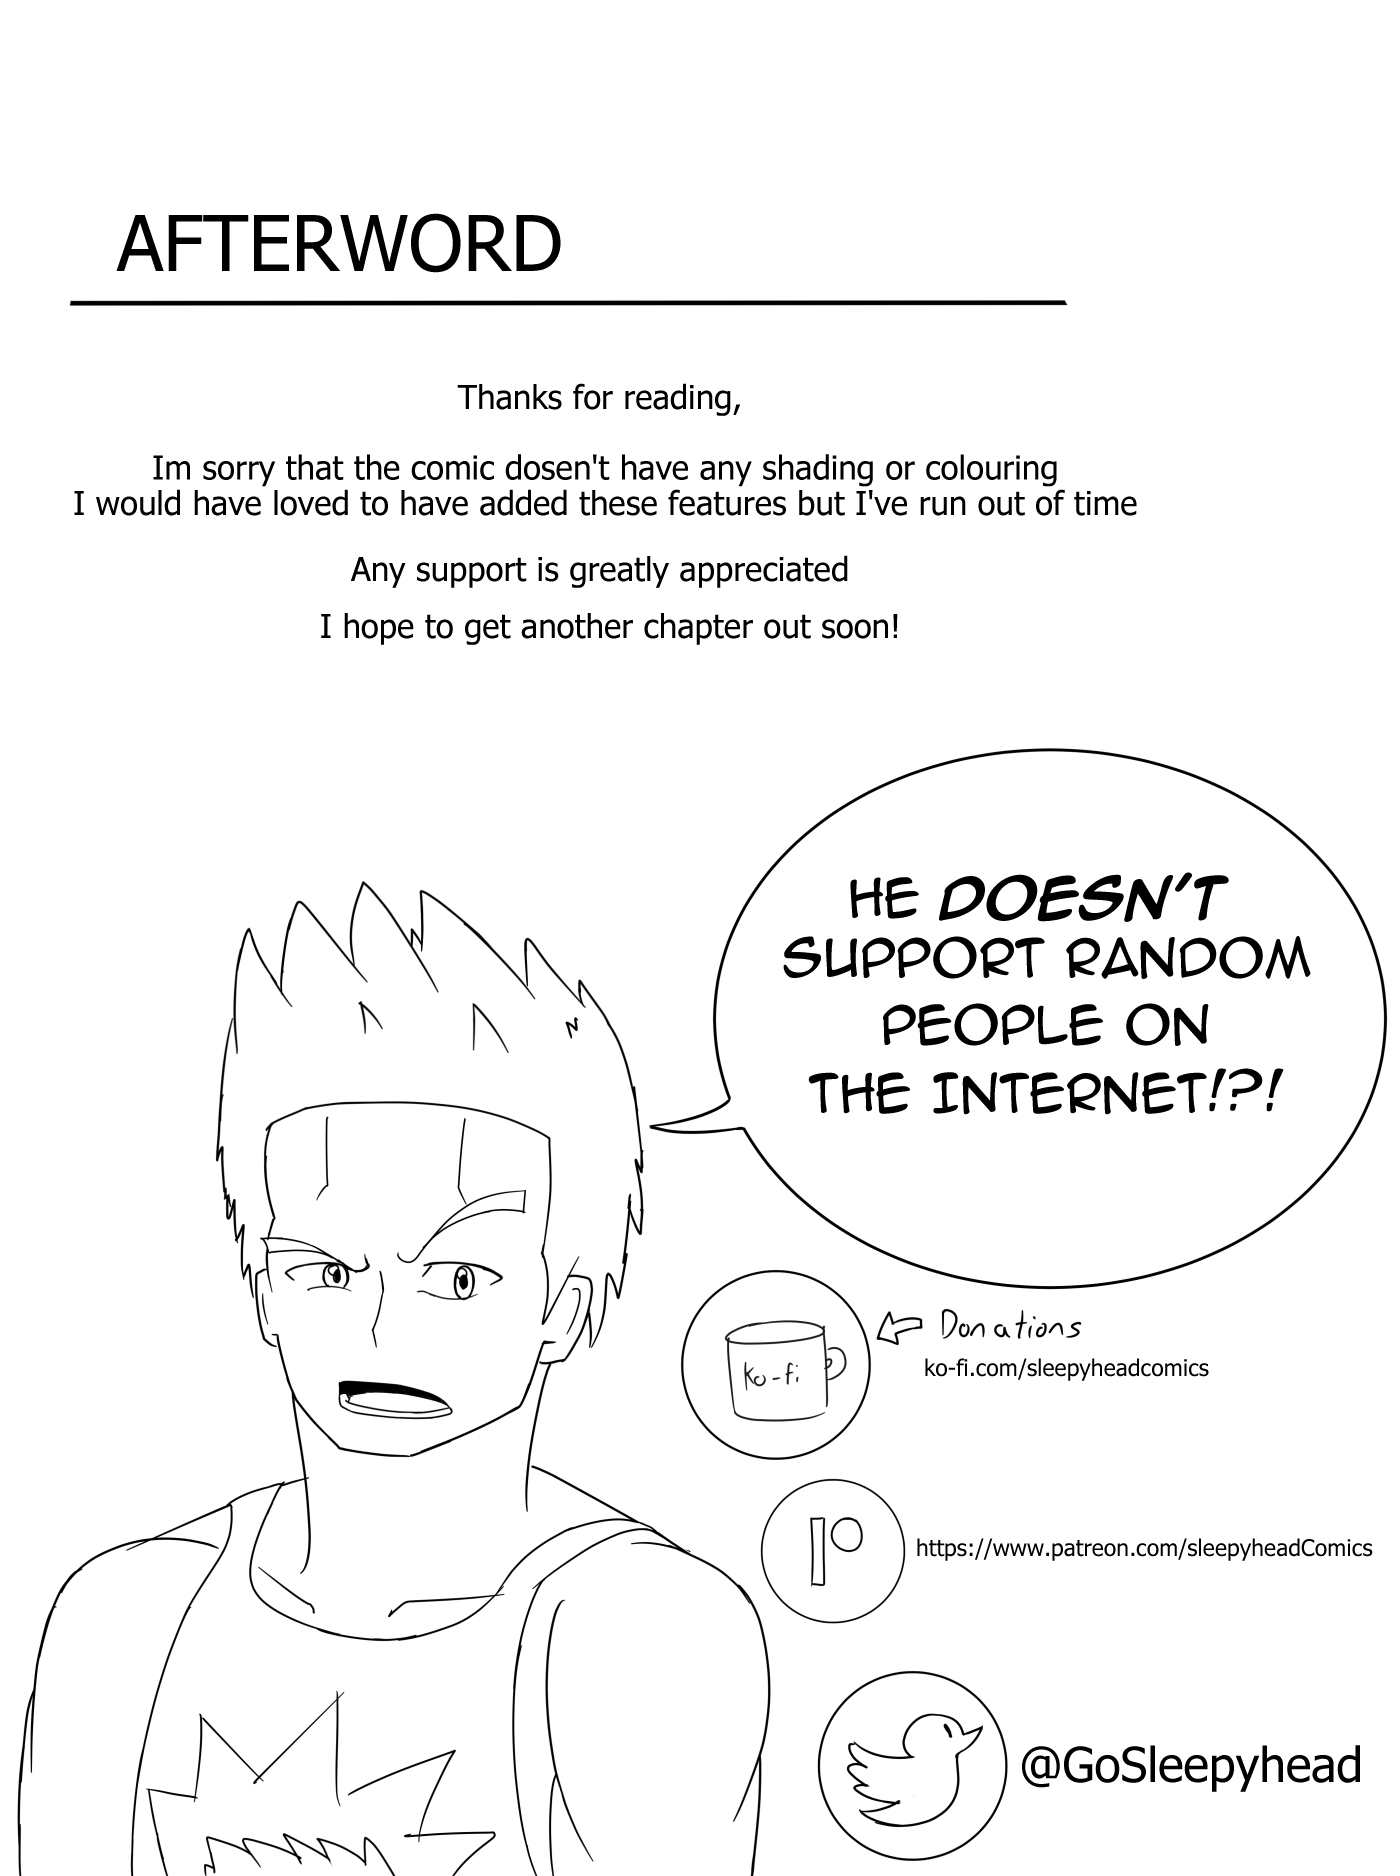 AFTERWORD
Thanks for reading,
Im sorry that the comic dosen't have any shading or colouring
I would have loved to have added these features but I've run out of time
Any support is greatly appreciated
I hope to get another chapter out soon!
HE DOESN'T
SUPPORT RANDOM
PEOPLE ON
THE INTERNET!?!
Donations
Ko-fi
ko-fi.com/sleepyheadcomics
https://www.patreon.com/sleepyheadComics
@GoSleepyhead